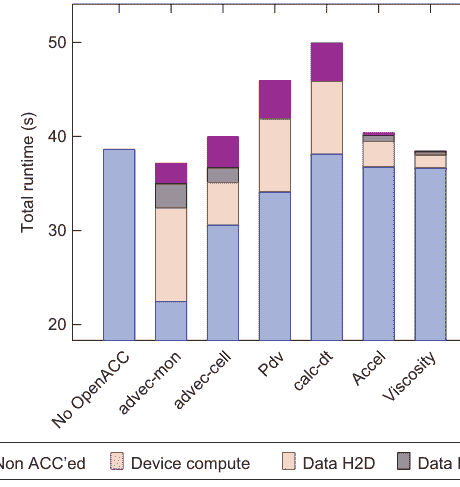 50
40
30
20
Total runtime (s)
No OpenACC
advec-mon
advec-cell
Pdv
calc-dt
Accel
Viscosity
Non ACC'ed Device compute Data H2D Data